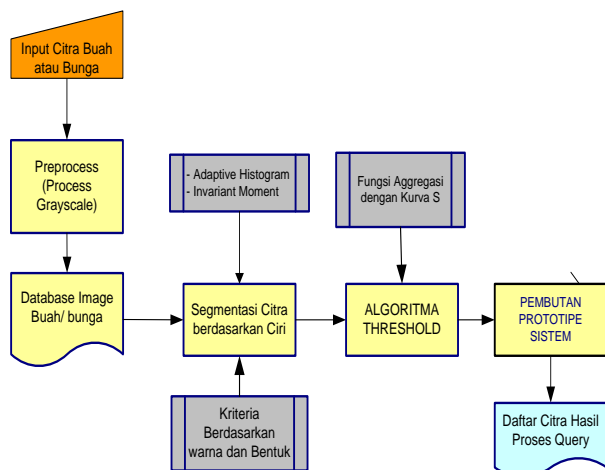 Input Citra Buah
atau Bunga
Preprocess
(Process
Grayscale)
- Adaptive Histogram
- Invariant Moment
Fungsi Aggregasi
dengan Kurva S
Database Image
Buah/ bunga
Segmentasi Citra
berdasarkan Ciri
ALGORITMA
THRESHOLD
PEMBUTAN
PROTOTIPE
SISTEM
Kriteria
Berdasarkan
warna dan Bentuk
Daftar Citra Hasil
Proses Query